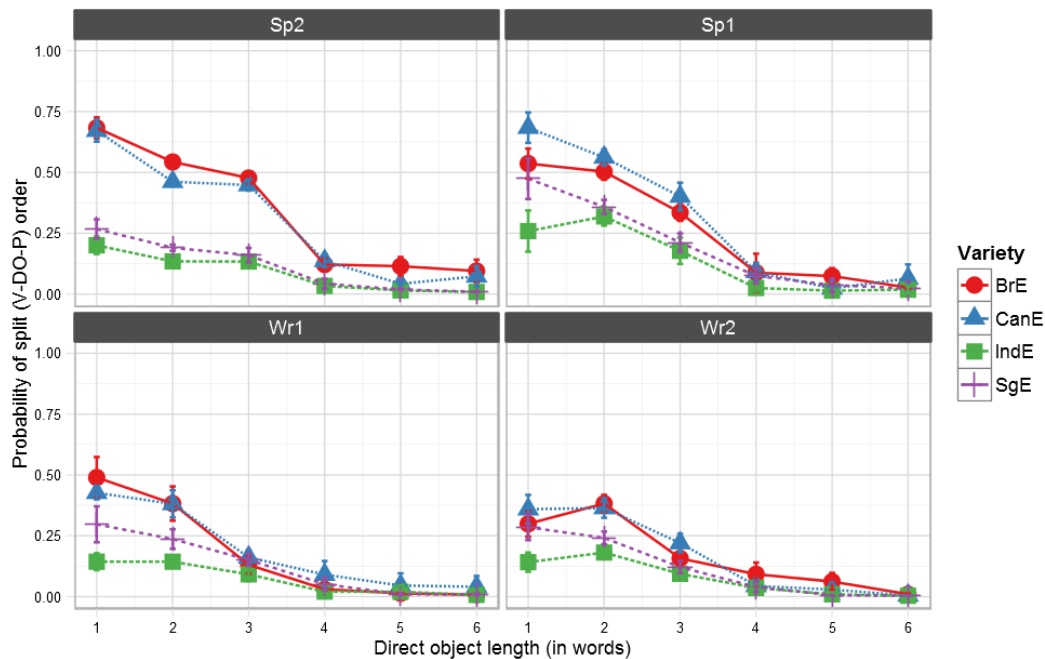 Sp2
Sp1
1.00
0.75
0.50
0.25
0.00
Wr1
Wr2
1.00
0.75
0.50
0.25
0.00
1 2 3 4 5 6
1 2 3 4 5 6
Direct object length (in words)
Probability of split (V-DO-P) order
Variety
BrE
CanE
IndE
SgE